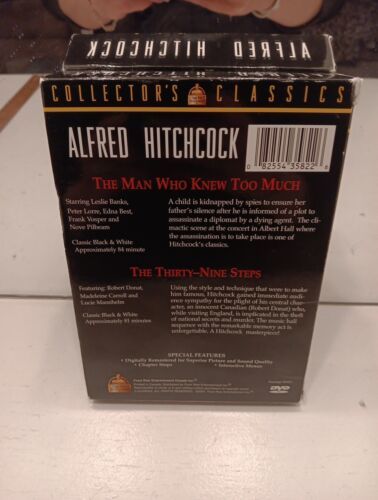 ALFRED HITCHCOCK
COLLECTOR'S CLASSICS
ALFRED HITCHCOCK
0 82554 35822 8
THE MAN WHO KNEW TOO MUCH
Starring Leslie Banks,
Peter Lorre, Edna Best,
Frank Vosper and
Nove Pilbeam
Classic Black & White
Approximately 84 minute
A child is kidnapped by spies to ensure her
father's silence after he is informed of a plot to
assassinate a diplomat by a dying agent. The cli-
matic scene at the concert in Albert Hall where
the assassination is to take place is one of
Hitchcock's classics.
THE THIRTY-NINE STEPS
Featuring: Robert Donat,
Madeleine Carroll and
Lucie Mannheim
Classic Black & White
Approximately 81 minutes
Using the style and technique that were to make
him famous, Hitchcock gained immediate audi-
ence sympathy for the plight of his central char-
acter, an innocent Canadian (Robert Donat) who,
while visiting England, is implicated in the theft
of national secrets and murder. The music hall
sequence with the remarkable memory act is
unforgettable. A Hitchcock masterpiece!
SPECIAL FEATURES
• Digitally Remastered for Superior Picture and Sound Quality
• Chapter Stops • Interactive Menus
DVD